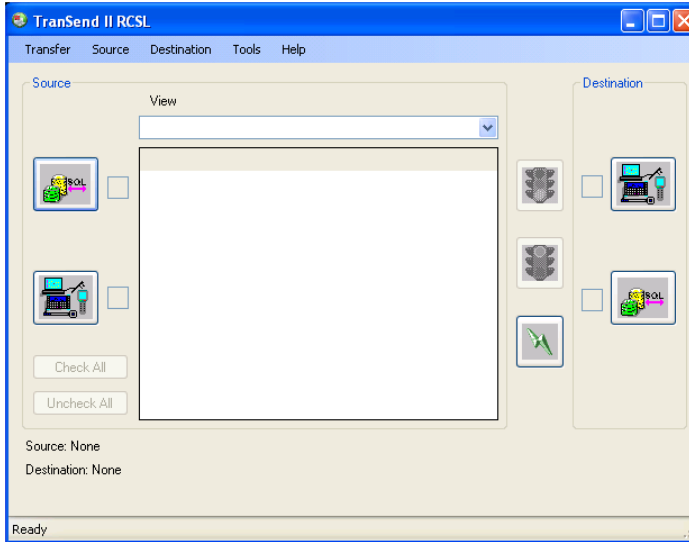 TranSend II RCSL
Transfer Source Destination Tools Help
Source
Destination
View
SQL
SQL
Check All
Uncheck All
Source: None
Destination: None
Ready